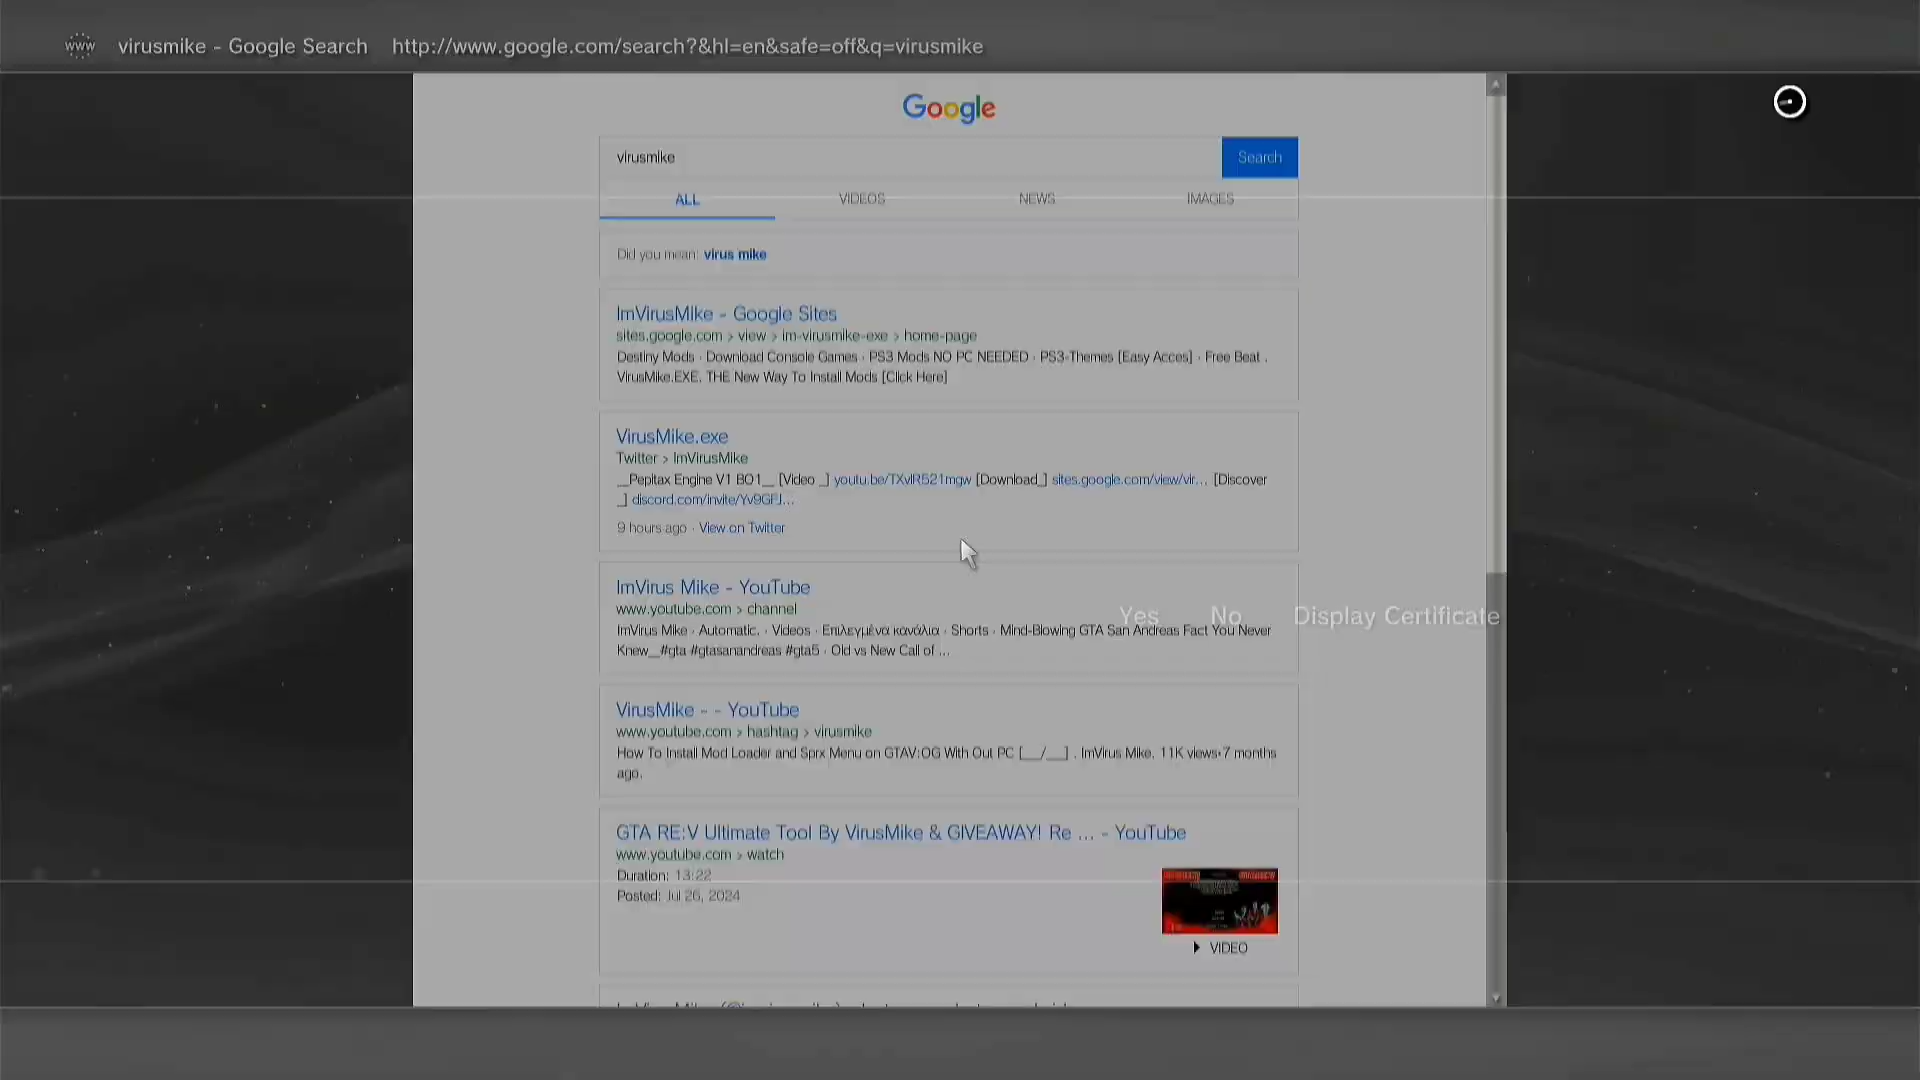 www virusmike - Google Search http://www.google.com/search?&hl=en&safe=off&q=virusmike
Google
virusmike Search
ALL VIDEOS NEWS IMAGES
Did you mean: virus mike
ImVirusMike - Google Sites
sites.google.com › view › im-virusmike-exe › home-page
Destiny Mods · Download Console Games · PS3 Mods NO PC NEEDED · PS3-Themes [Easy Acces] · Free Beat .
VirusMike.EXE. THE New Way To Install Mods [Click Here]
VirusMike.exe
Twitter › ImVirusMike
__Pepitax Engine V1 BO1__ [Video _] youtu.be/TXvlR521mgw [Download_] sites.google.com/view/vir... [Discover
_] discord.com/invite/Yv9GFJ...
9 hours ago · View on Twitter
ImVirus Mike - YouTube
www.youtube.com › channel
ImVirus Mike · Automatic. · Videos · Επιλεγμένα κανάλια · Shorts · Mind-Blowing GTA San Andreas Fact You Never
Knew__#gta #gtasanandreas #gta5 · Old vs New Call of ...
Yes No Display Certificate
VirusMike - - YouTube
www.youtube.com › hashtag › virusmike
How To Install Mod Loader and Sprx Menu on GTAV:OG With Out PC [__/__] . ImVirus Mike. 11K views•7 months
ago.
GTA RE:V Ultimate Tool By VirusMike & GIVEAWAY! Re ... - YouTube
www.youtube.com › watch
Duration: 13:22
Posted: Jul 26, 2024
VIDEO